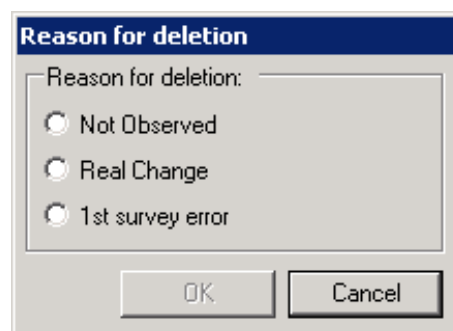 Reason for deletion
Reason for deletion:
Not Observed
Real Change
1st survey error
OK Cancel